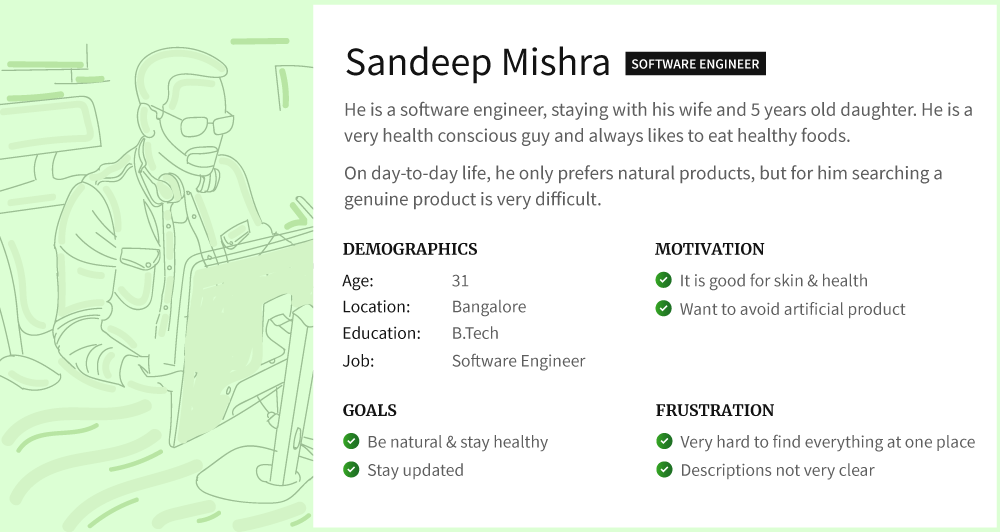 Sandeep Mishra SOFTWARE ENGINEER
He is a software engineer, staying with his wife and 5 years old daughter. He is a
very health conscious guy and always likes to eat healthy foods.
On day-to-day life, he only prefers natural products, but for him searching a
genuine product is very difficult.
DEMOGRAPHICS
Age: 31
Location: Bangalore
Education: B.Tech
Job: Software Engineer
MOTIVATION
It is good for skin & health
Want to avoid artificial product
GOALS
Be natural & stay healthy
Stay updated
FRUSTRATION
Very hard to find everything at one place
Descriptions not very clear